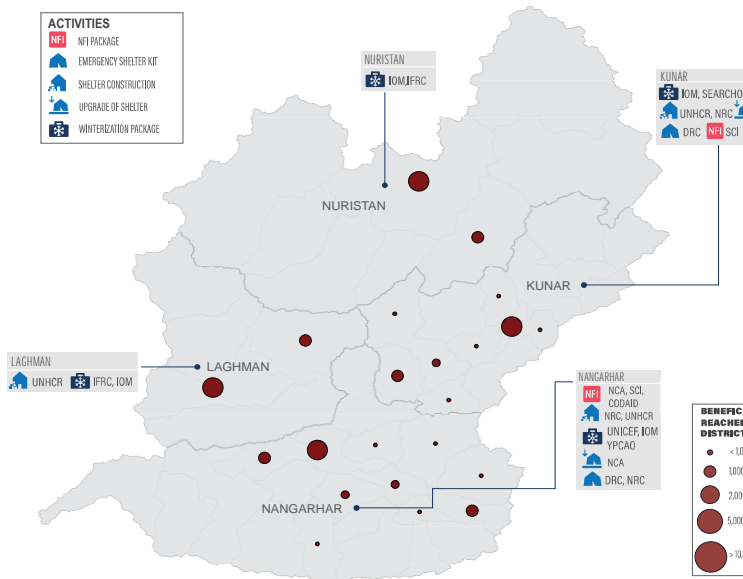 ACTIVITIES
NFI NFI PACKAGE
EMERGENCY SHELTER KIT
SHELTER CONSTRUCTION
UPGRADE OF SHELTER
WINTERIZATION PACKAGE
NURISTAN
IOM,IFRC
KUNAR
IOM,
UNHCR, NRC
DRC NFI SCI
NURISTAN
KUNAR
LAGHMAN
LAGHMAN
UNHCR IFRC, IOM
NANGARHAR
NFI NCA, SCI,
CODAID
NRC, UNHCR
UNICEF, IOM
YPCAO
NCA
DRC, NRC
NANGARHAR